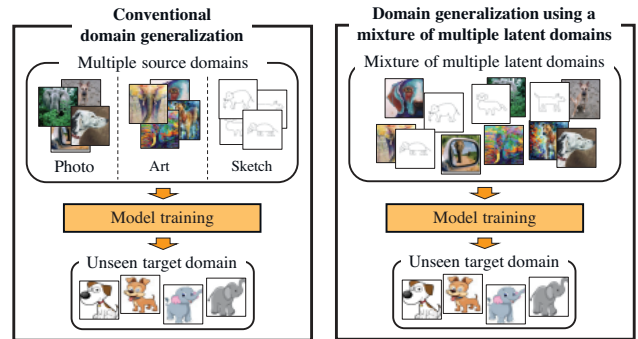 Conventional
domain generalization
Multiple source domains
Photo
Art
Sketch
Model training
Unseen target domain
Domain generalization using a
mixture of multiple latent domains
Mixture of multiple latent domains
Model training
Unseen target domain